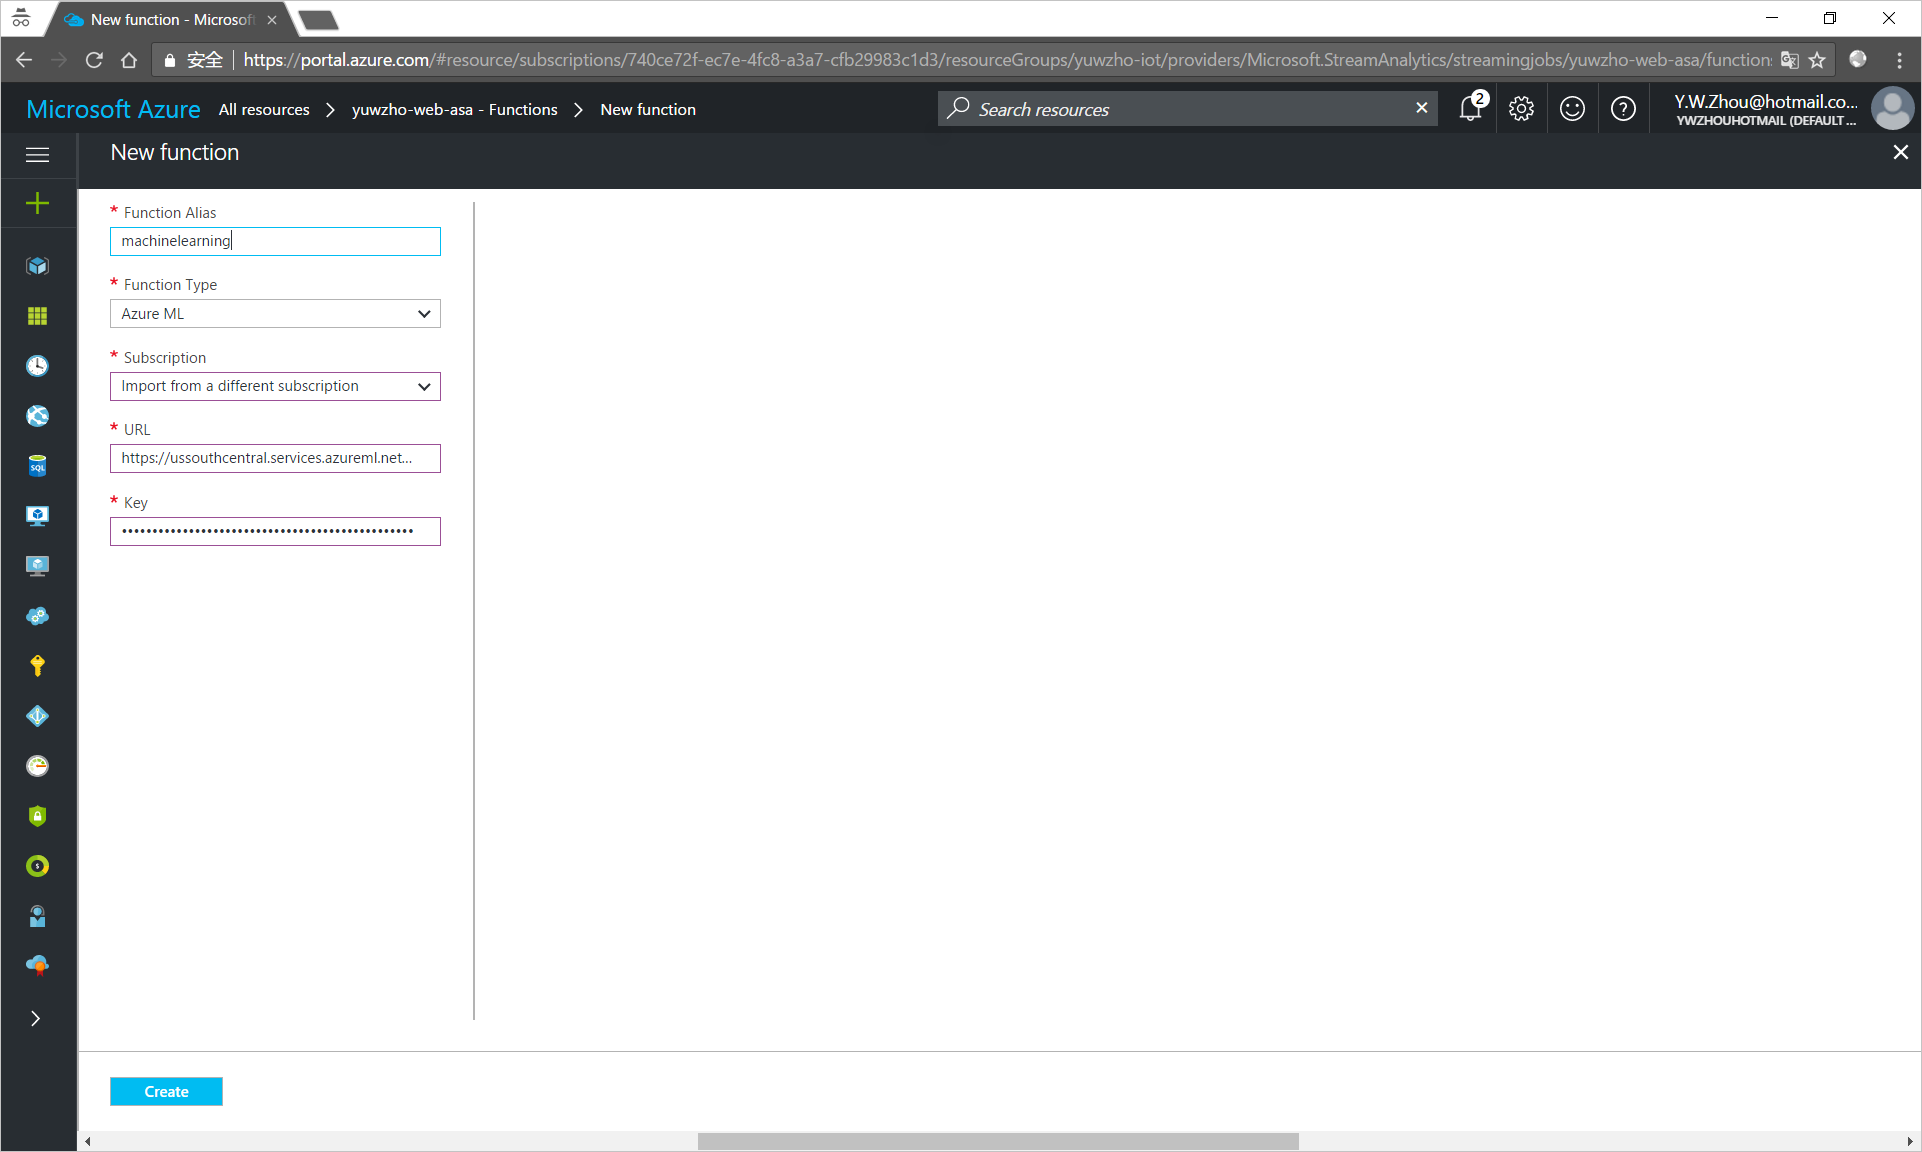 New function - Microsoft
安全 https://portal.azure.com/#resource/subscriptions/740ce72f-ec7e-4fc8-a3a7-cfb29983c1d3/resourceGroups/yuwzho-iot/providers/Microsoft.StreamAnalytics/streamingjobs/yuwzho-web-asa/functions
Microsoft Azure All resources yuwzho-web-asa - Functions New function Search resources 2 Y.W.Zhou@hotmail.co...
YWZHOUHOTMAIL (DEFAULT ...
New function
* Function Alias
machinelearning
* Function Type
Azure ML
* Subscription
Import from a different subscription
* URL
https://ussouthcentral.services.azureml.net...
* Key
SQL
Create